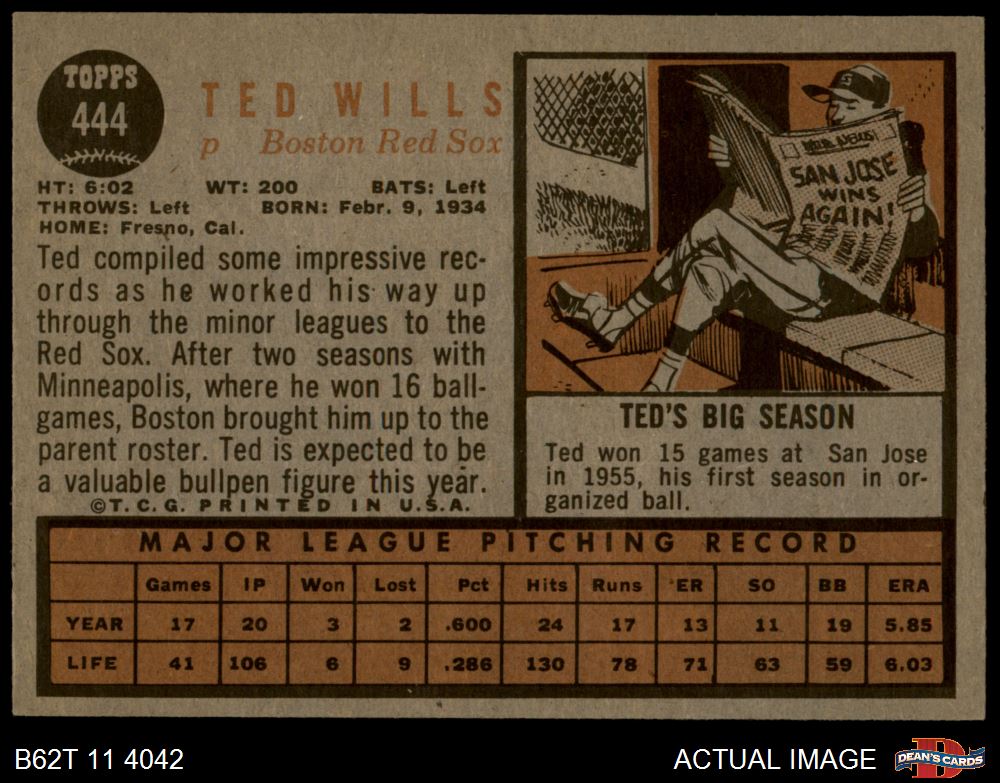 TOPPS
444
TED WILLS
p Boston Red Sox
HT: 6:02 WT: 200 BATS: Left
THROWS: Left BORN: Febr. 9, 1934
HOME: Fresno, Cal.
Ted compiled some impressive rec-
ords as he worked his way up
through the minor leagues to the
Red Sox. After two seasons with
Minneapolis, where he won 16 ball-
games, Boston brought him up to the
parent roster. Ted is expected to be
a valuable bullpen figure this year.
©T.C.G. PRINTED IN U.S.A.
S
SAN JOSE
WINS
AGAIN!
TED'S BIG SEASON
Ted won 15 games at San Jose
in 1955, his first season in or-
ganized ball.
MAJOR LEAGUE PITCHING RECORD
Games IP Won Lost Pct Hits Runs ER SO BB ERA
YEAR 17 20 3 2 .600 24 17 13 11 19 5.85
LIFE 41 106 6 9 .286 130 78 71 63 59 6.03
B62T 11 4042
ACTUAL IMAGE
D
DEAN'S CARDS